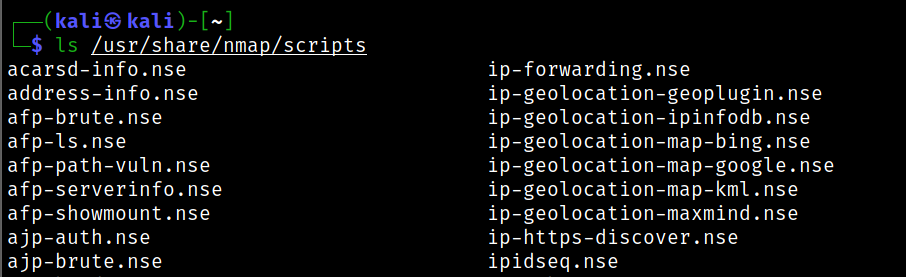 ┌──(kali㉿kali)-[~]
└─$ ls /usr/share/nmap/scripts
acarsd-info.nse ip-forwarding.nse
address-info.nse ip-geolocation-geoplugin.nse
afp-brute.nse ip-geolocation-ipinfodb.nse
afp-ls.nse ip-geolocation-map-bing.nse
afp-path-vuln.nse ip-geolocation-map-google.nse
afp-serverinfo.nse ip-geolocation-map-kml.nse
afp-showmount.nse ip-geolocation-maxmind.nse
ajp-auth.nse ip-https-discover.nse
ajp-brute.nse ipidseq.nse